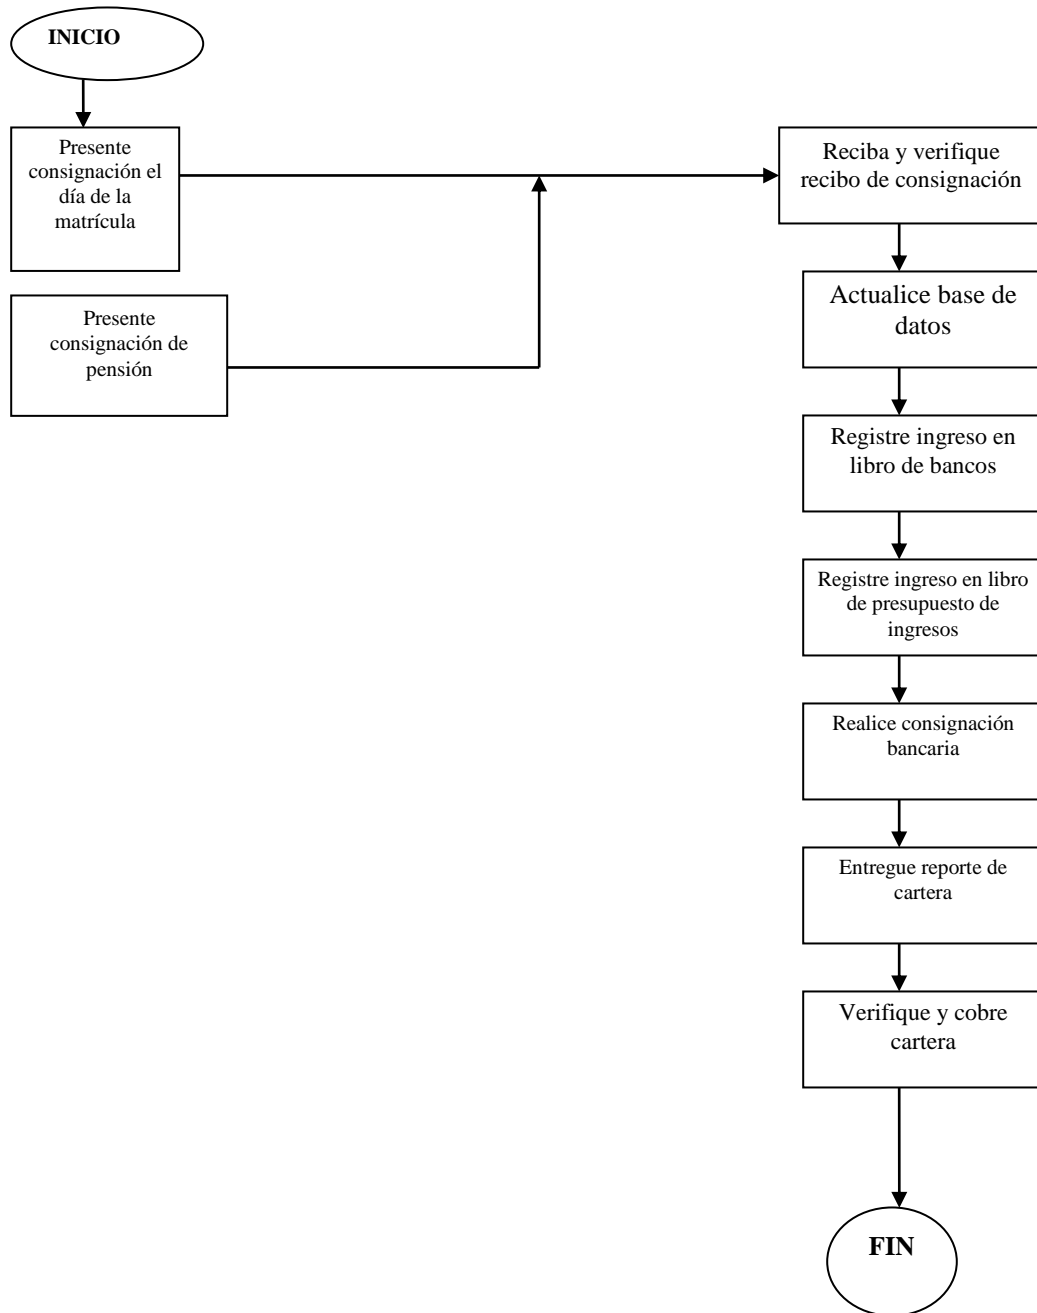 INICIO
Presente
consignación el
día de la
matrícula
Presente
consignación de
pensión
Reciba y verifique
recibo de consignación
Actualice base de
datos
Registre ingreso en
libro de bancos
Registre ingreso en libro
de presupuesto de
ingresos
Realice consignación
bancaria
Entregue reporte de
cartera
Verifique y cobre
cartera
FIN